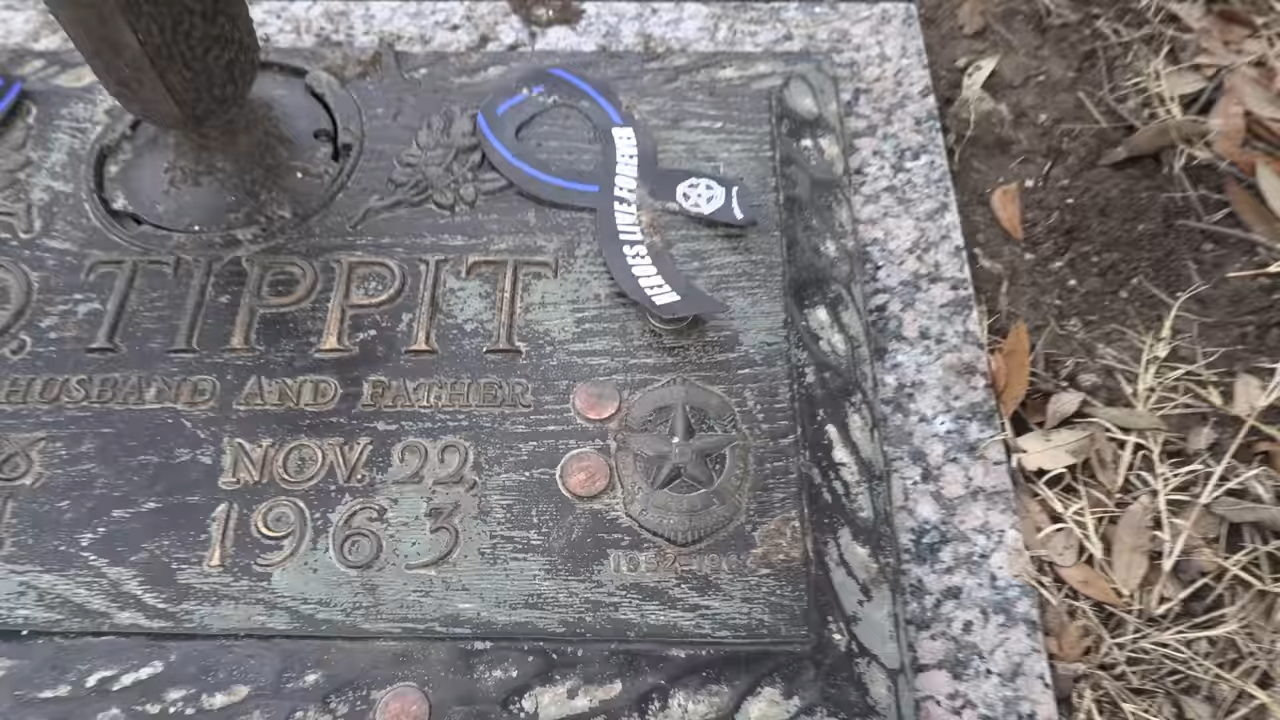 TIPPIT
HEROES LIVE FOREVER
HUSBAND AND FATHER
NOV. 22,
1963